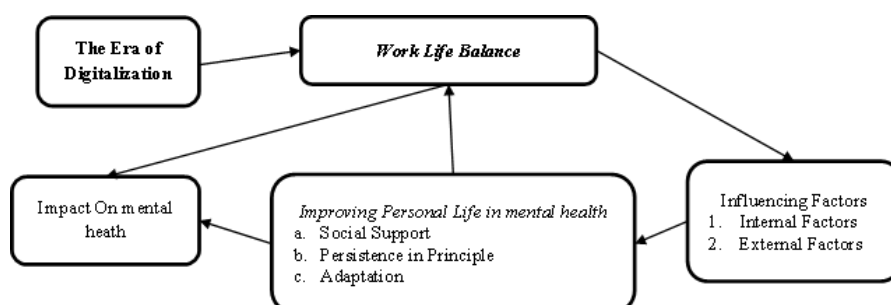 The Era of
Digitalization
Work Life Balance
Impact On mental
heath
Improving Personal Life in mental health
a. Social Support
b. Persistence in Principle
c. Adaptation
Influencing Factors
1. Internal Factors
2. External Factors